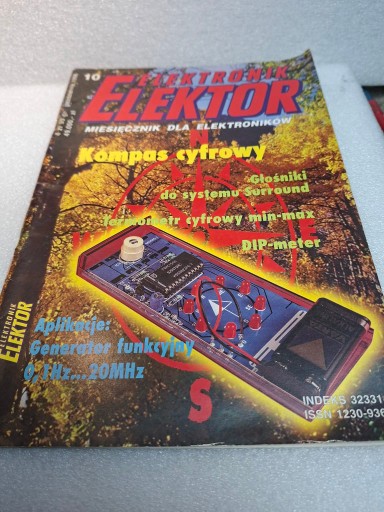 10
ELEKTRONIK
ELEKTOR
MIESIĘCZNIK DLA ELEKTRONIKÓW
Kompas cyfrowy
Głośniki
do systemu Surround
Termometr cyfrowy min-max
DIP-meter
E
Aplikacje:
Generator funkcyjny
0,1Hz...20MHz
S
ELEKTRONIK
ELEKTOR
INDEKS 32331
ISSN 1230-936